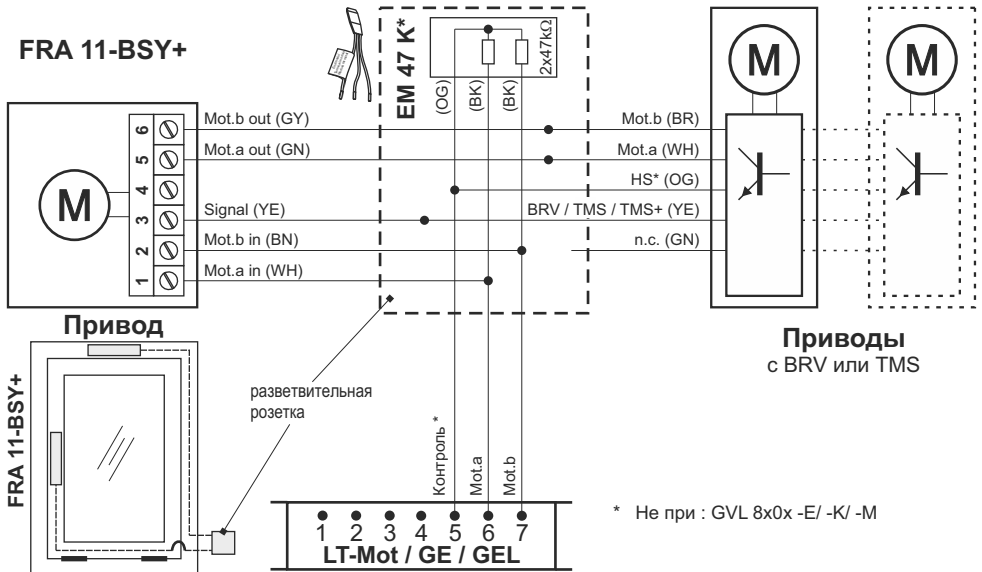 FRA 11-BSY+
EM 47 K*
2x47kΩ
(OG)
(BK)
(BK)
M
M
M
6
5
4
3
2
1
Mot.b out (GY)
Mot.a out (GN)
Signal (YE)
Mot.b in (BN)
Mot.a in (WH)
Mot.b (BR)
Mot.a (WH)
HS* (OG)
BRV / TMS / TMS+ (YE)
n.c. (GN)
Привод
Приводы
с BRV или TMS
FRA 11-BSY+
разветвительная
розетка
Контроль *
Mot.a
Mot.b
1 2 3 4 5 6 7
LT-Mot / GE / GEL
* Не при : GVL 8x0x -E/ -K/ -M